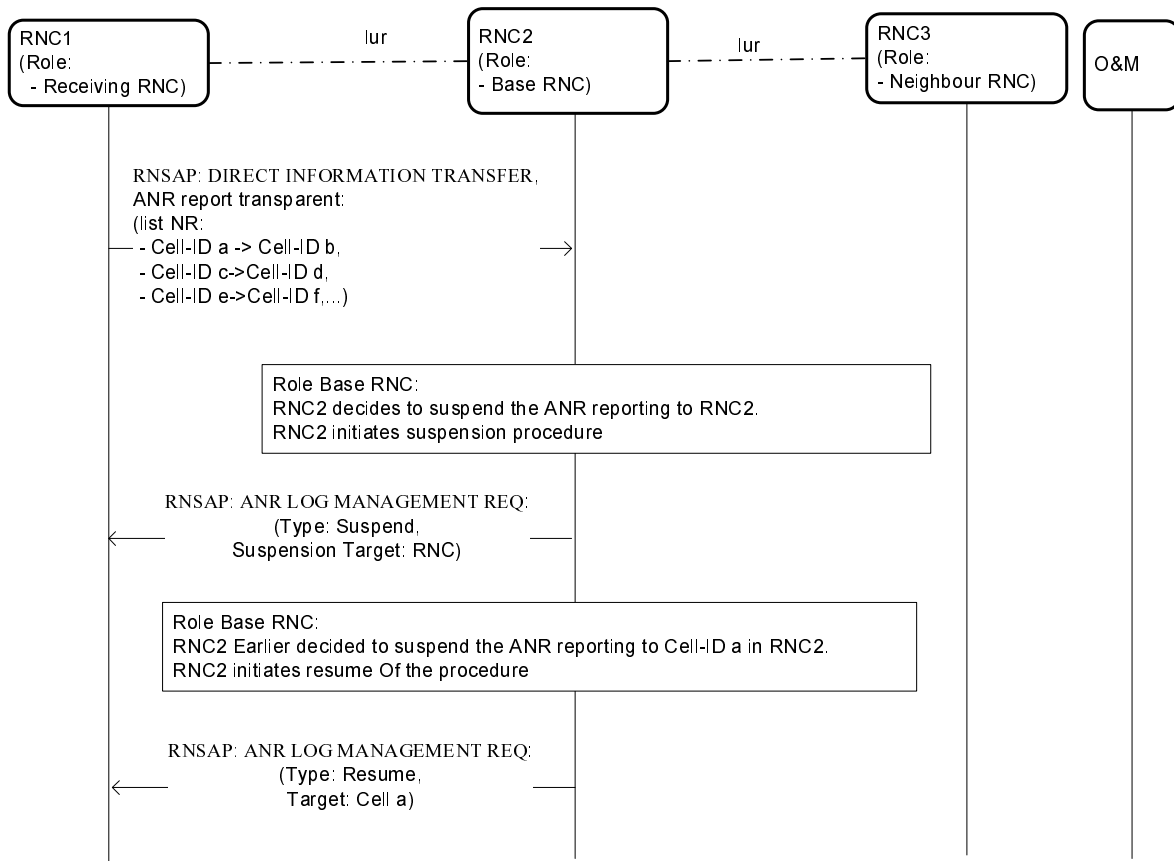 RNC1
(Role:
- Receiving RNC)
Iur
RNC2
(Role:
- Base RNC)
Iur
RNC3
(Role:
- Neighbour RNC)
O&M
RNSAP: DIRECT INFORMATION TRANSFER,
ANR report transparent:
(list NR:
- Cell-ID a -> Cell-ID b,
- Cell-ID c->Cell-ID d,
- Cell-ID e->Cell-ID f,...)
Role Base RNC:
RNC2 decides to suspend the ANR reporting to RNC2.
RNC2 initiates suspension procedure
RNSAP: ANR LOG MANAGEMENT REQ:
(Type: Suspend,
Suspension Target: RNC)
Role Base RNC:
RNC2 Earlier decided to suspend the ANR reporting to Cell-ID a in RNC2.
RNC2 initiates resume Of the procedure
RNSAP: ANR LOG MANAGEMENT REQ:
(Type: Resume,
Target: Cell a)